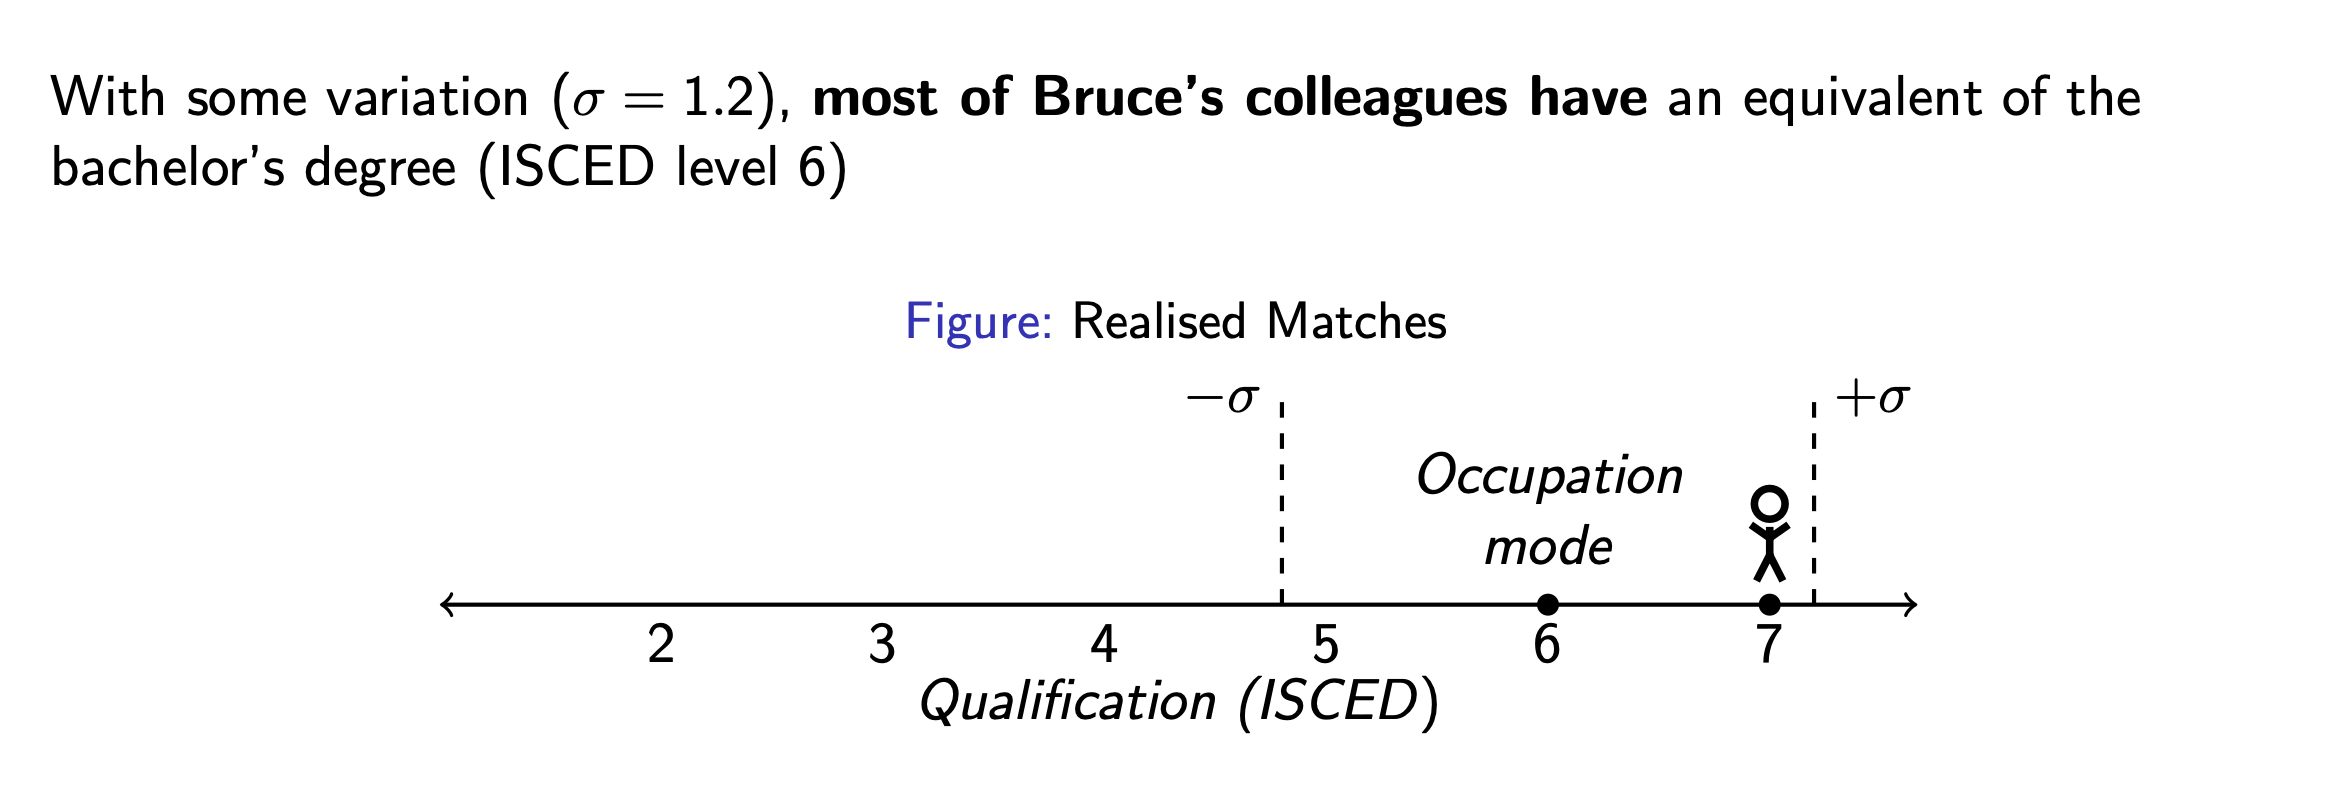 With some variation (σ = 1.2), most of Bruce's colleagues have an equivalent of the
bachelor's degree (ISCED level 6)
Figure: Realised Matches
−σ
+σ
Occupation
mode
2 3 4 5 6 7
Qualification (ISCED)